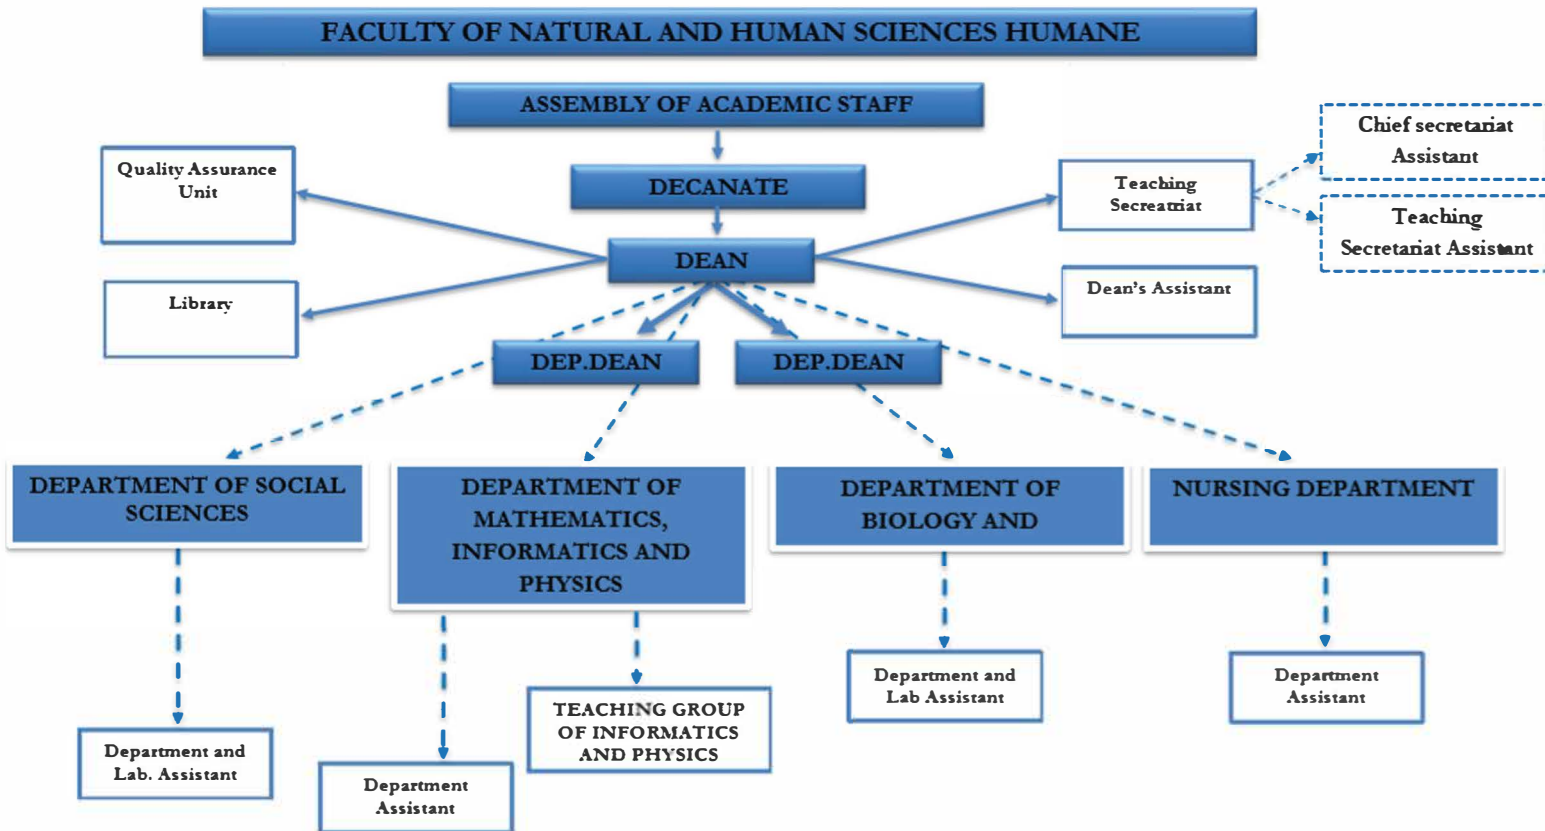 FACULTY OF NATURAL AND HUMAN SCIENCES HUMANE
ASSEMBLY OF ACADEMIC STAFF
Chief secretariat
Assistant
Quality Assurance
Unit
DECANATE
Teaching
Secreatriat
Teaching
Secretariat Assistant
DEAN
Library
Dean's Assistant
DEP.DEAN
DEP.DEAN
DEPARTMENT OF SOCIAL
SCIENCES
DEPARTMENT OF
MATHEMATICS,
INFORMATICS AND
PHYSICS
DEPARTMENT OF
BIOLOGY AND
NURSING DEPARTMENT
Department and
Lab. Assistant
Department
Assistant
TEACHING GROUP
OF INFORMATICS
AND PHYSICS
Department and
Lab Assistant
Department
Assistant